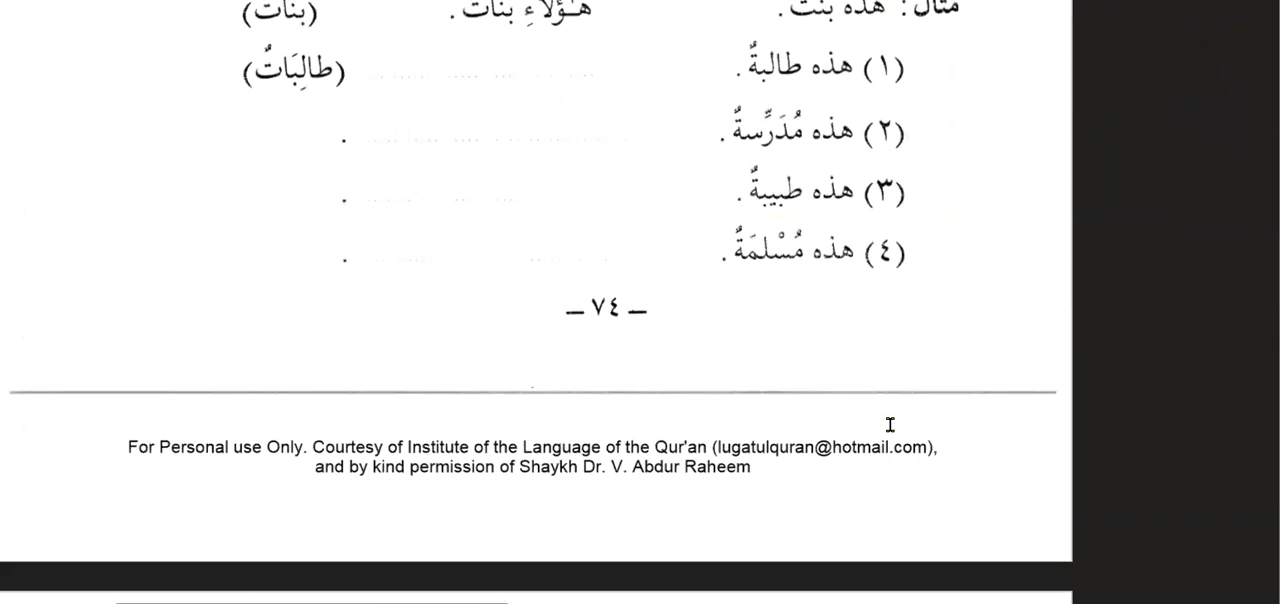 مثال : هذه بنت . هـؤلاءِ بنات . (بنات)
(١) هذه طالبةٌ . (طالِبَاتٌ)
(٢) هذه مُدَرِّسةٌ . .
(٣) هذه طبيبةٌ . .
(٤) هذه مُسْلمَةٌ . .
– ٧٤ –
For Personal use Only. Courtesy of Institute of the Language of the Qur'an (lugatulquran@hotmail.com),
and by kind permission of Shaykh Dr. V. Abdur Raheem